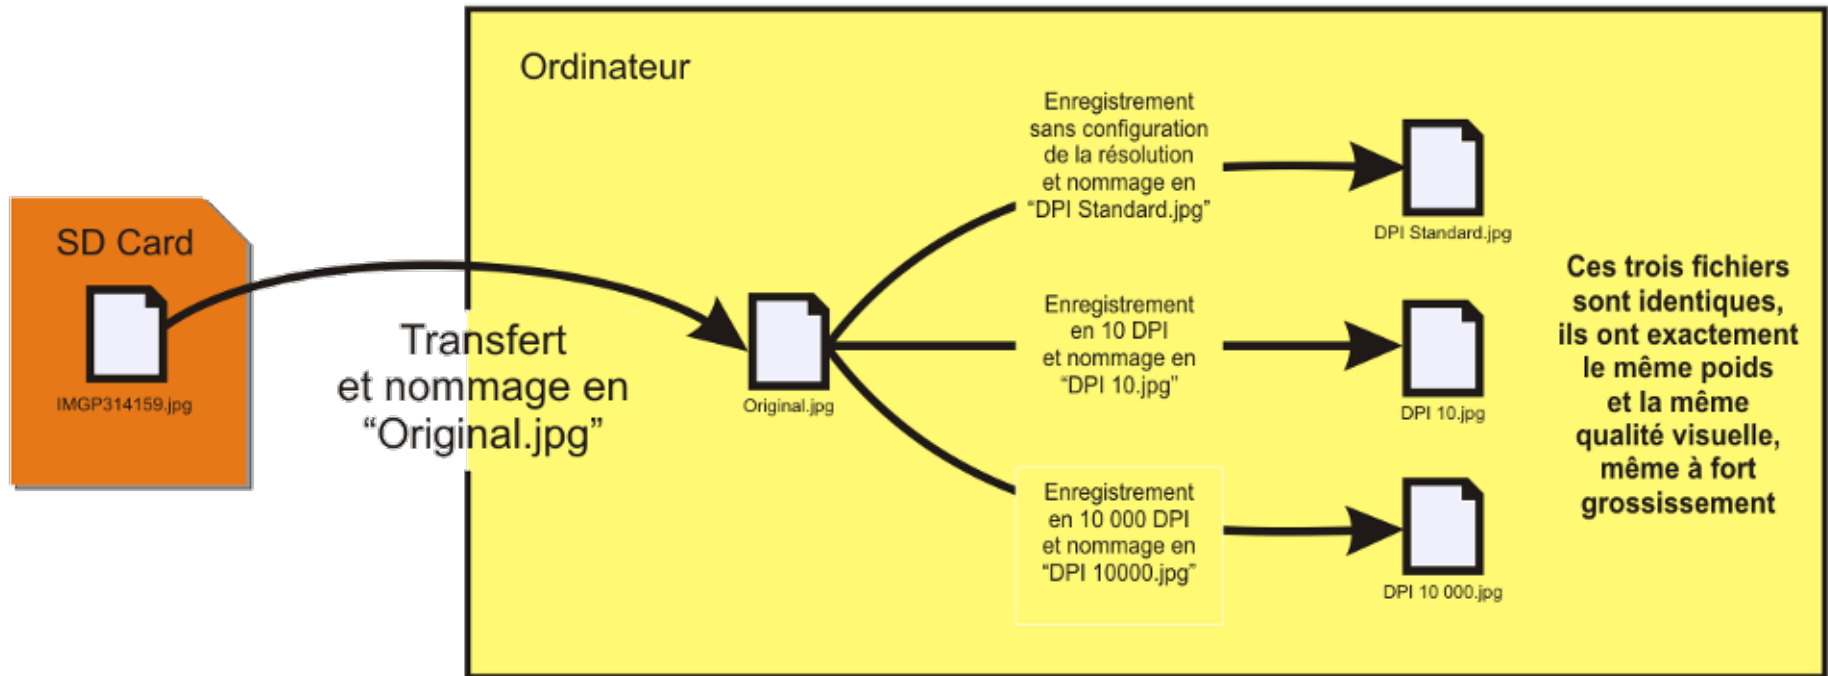 Ordinateur
SD Card
IMGP314159.jpg
Transfert
et nommage en
“Original.jpg”
Original.jpg
Enregistrement
sans configuration
de la résolution
et nommage en
“DPI Standard.jpg”
DPI Standard.jpg
Enregistrement
en 10 DPI
et nommage en
“DPI 10.jpg”
DPI 10.jpg
Enregistrement
en 10 000 DPI
et nommage en
“DPI 10000.jpg”
DPI 10 000.jpg
Ces trois fichiers
sont identiques,
ils ont exactement
le même poids
et la même
qualité visuelle,
même à fort
grossissement